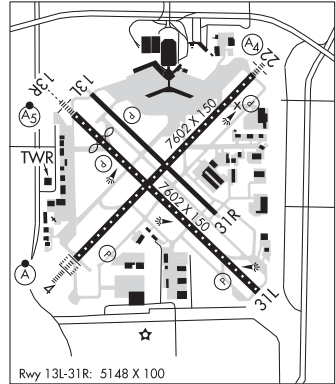 A4
22
13R
13L
P
P
X
A5
7602 X 150
P
TWR
7602 X 150
31R
P
A
4
P
31L
Rwy 13L-31R: 5148 X 100